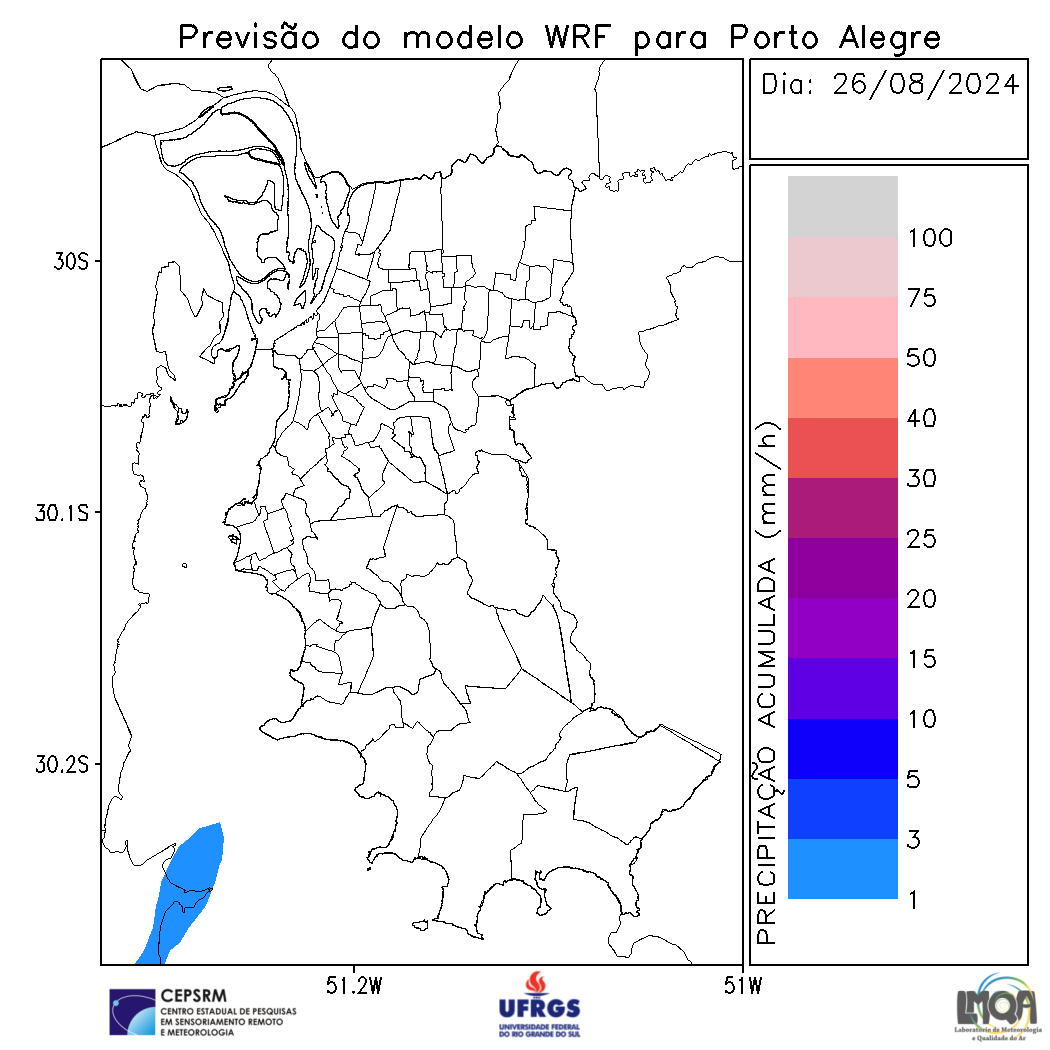 Previsão do modelo WRF para Porto Alegre
Dia: 26/08/2024
30S
30.1S
30.2S
51.2W
51W
PRECIPITAÇÃO ACUMULADA (mm/h)
100
75
50
40
30
25
20
15
10
5
3
1
CEPSRM
CENTRO ESTADUAL DE PESQUISAS
EM SENSORIAMENTO REMOTO
E METEOROLOGIA
UFRGS
UNIVERSIDADE FEDERAL
DO RIO GRANDE DO SUL
LMQA
Laboratório de Meteorologia
e Qualidade do Ar